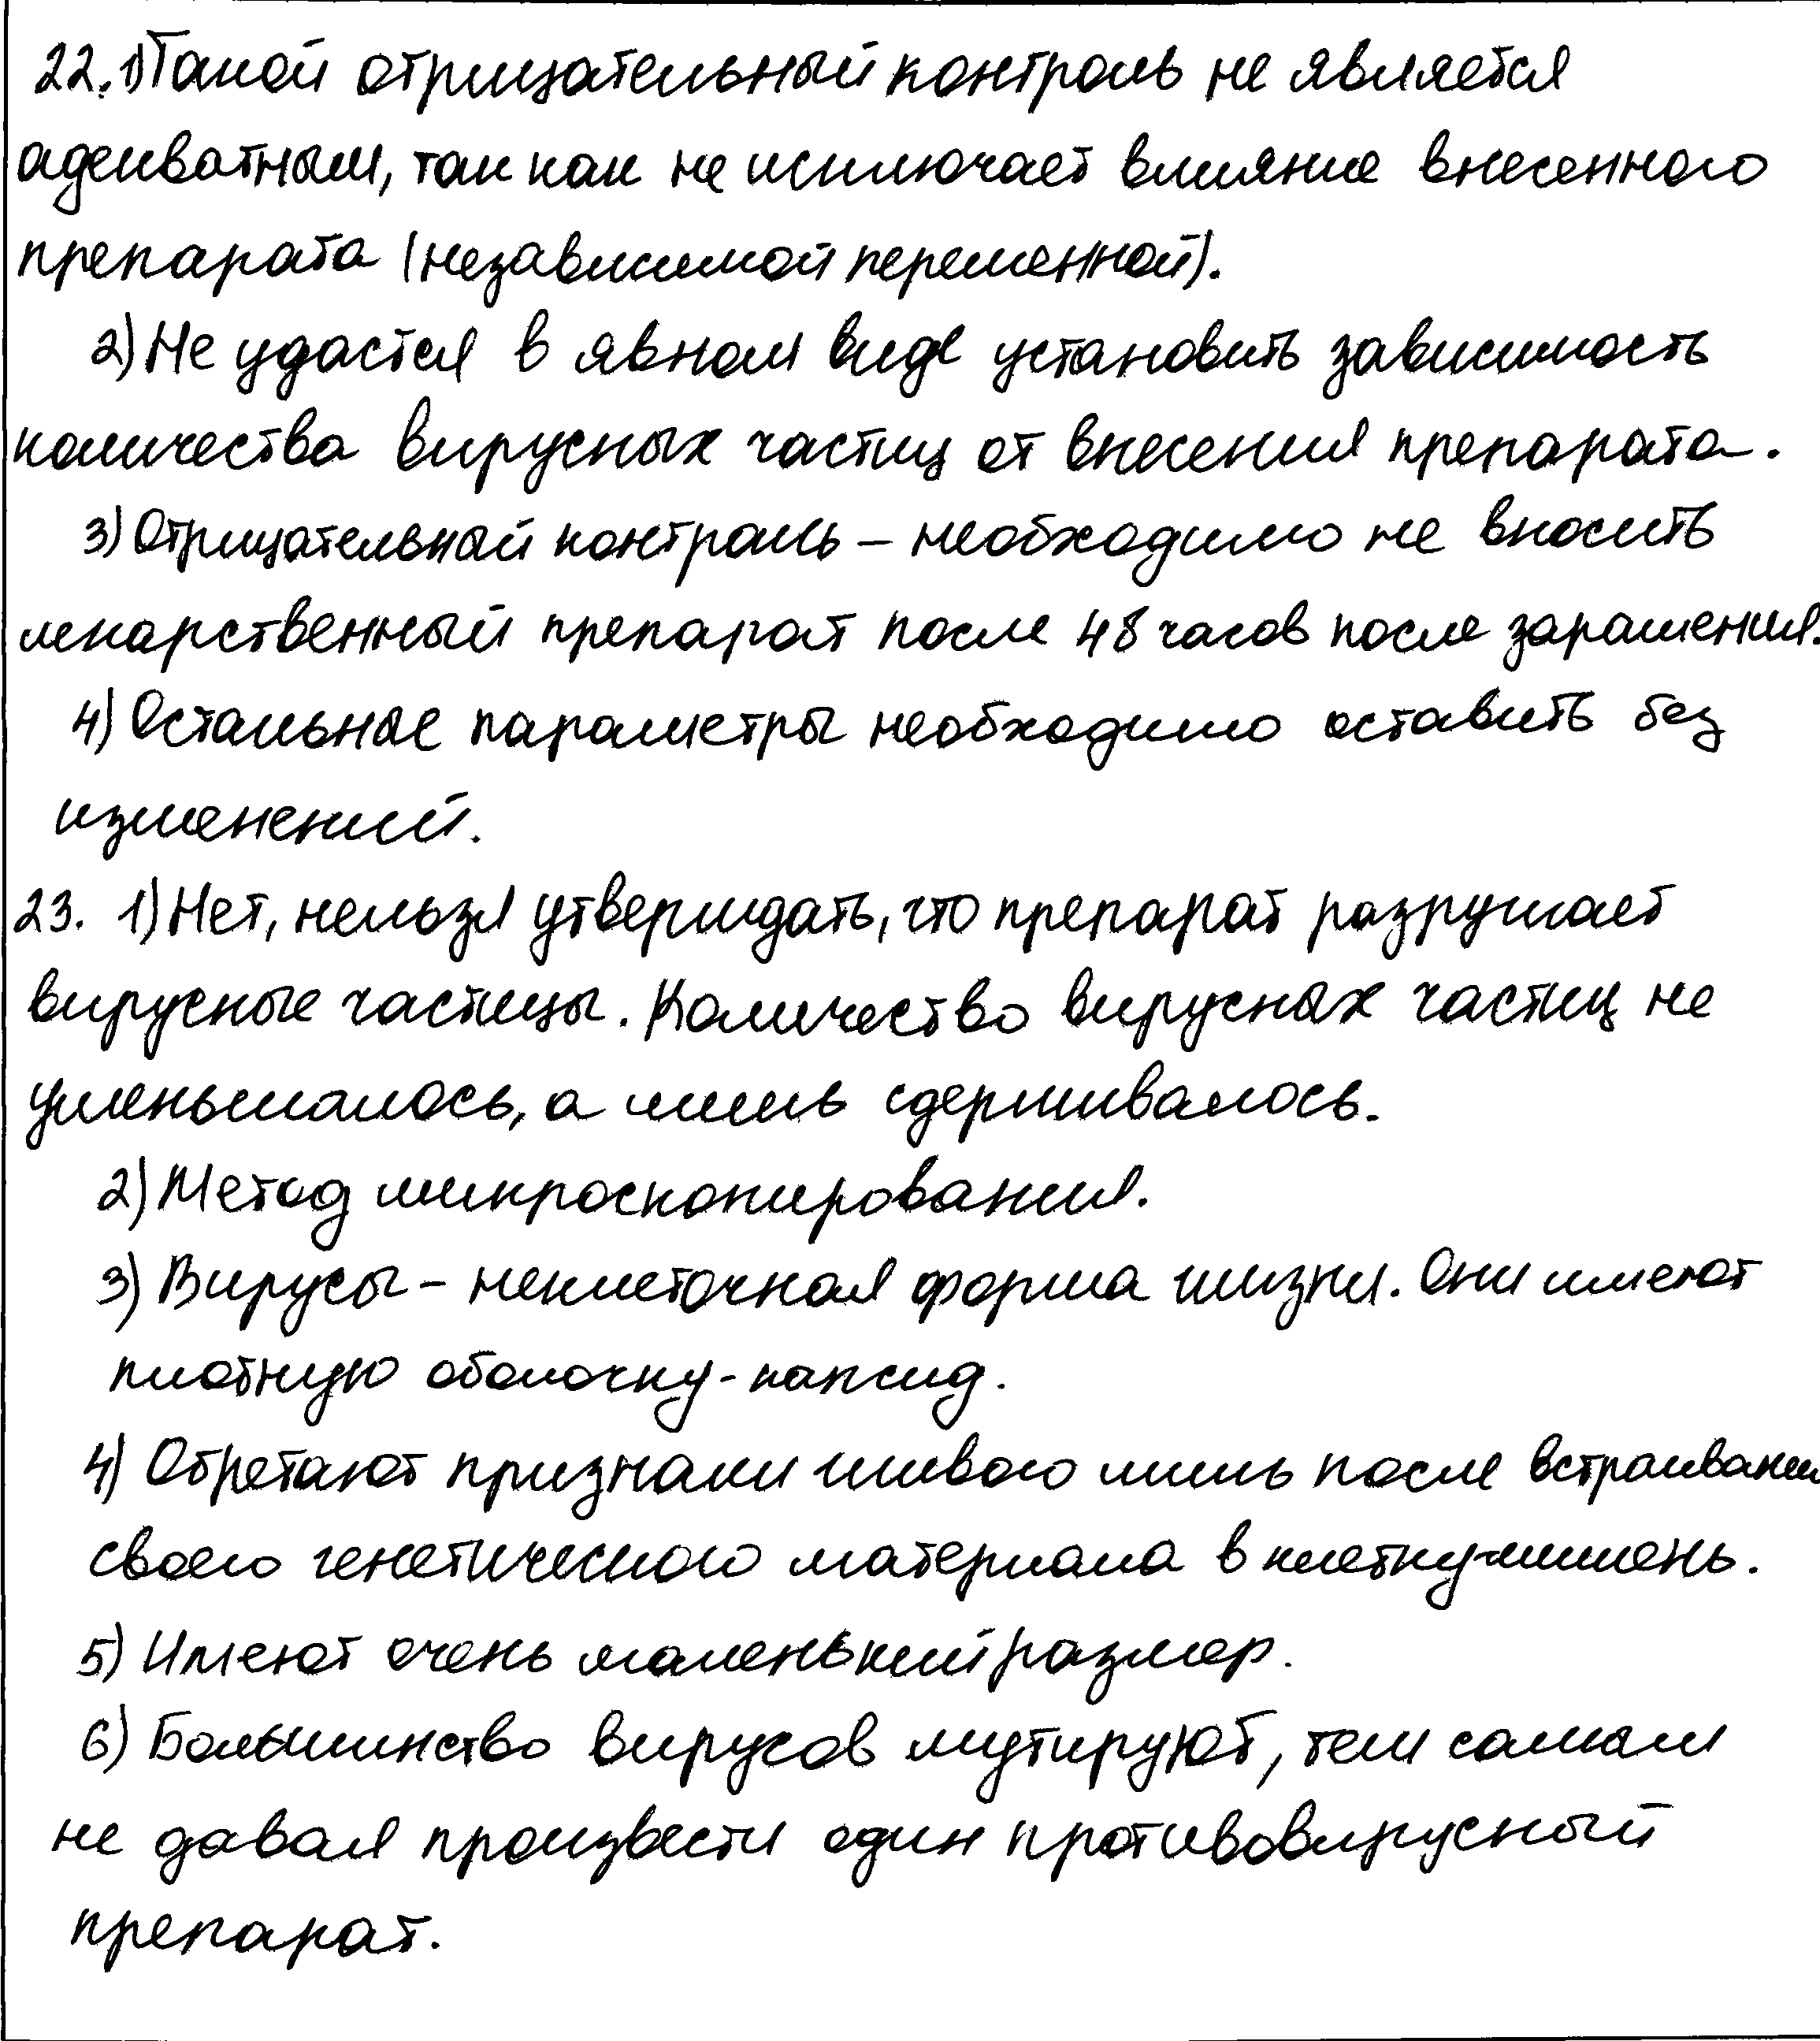 22. 1) Такой отрицательный контроль не является
адекватным, так как не исключает влияние внесенного
препарата (независимой переменной).
2) Не удастся в явном виде установить зависимость
количества вирусных частиц от внесения препарата.
3) Отрицательный контроль – необходимо не вносить
лекарственный препарат после 48 часов после заражения.
4) Остальные параметры необходимо оставить без
изменений.
23. 1) Нет, нельзя утверждать, что препарат разрушает
вирусные частицы. Количество вирусных частиц не
уменьшалось, а лишь сдерживалось.
2) Метод микроскопирования.
3) Вирусы – неклеточная форма жизни. Они имеют
плотную оболочку-капсид.
4) Обретают признаки живого лишь после встраивания
своего генетического материала в клетку-мишень.
5) Имеют очень маленький размер.
6) Большинство вирусов мутируют, тем самым
не давая произвести один противовирусный
препарат.